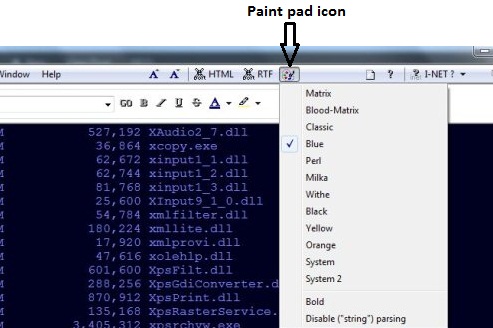 Paint pad icon
Window Help A A HTML RTF ? ? I-NET ?
GO B I U S A
Matrix
Blood-Matrix
Classic
Blue
Perl
Milka
Withe
Black
Yellow
Orange
System
System 2
Bold
Disable ("string") parsing
M 527,192 XAudio2_7.dll
M 36,864 xcopy.exe
M 62,672 xinput1_1.dll
M 62,744 xinput1_2.dll
M 81,768 xinput1_3.dll
M 25,600 XInput9_1_0.dll
M 54,784 xmlfilter.dll
M 180,224 xmllite.dll
M 17,920 xmlprovi.dll
M 47,616 xolehlp.dll
M 601,600 XpsFilt.dll
M 288,256 XpsGdiConverter.d
M 870,912 XpsPrint.dll
M 135,168 XpsRasterService.
M 3,405,312 xpsrchvw.exe